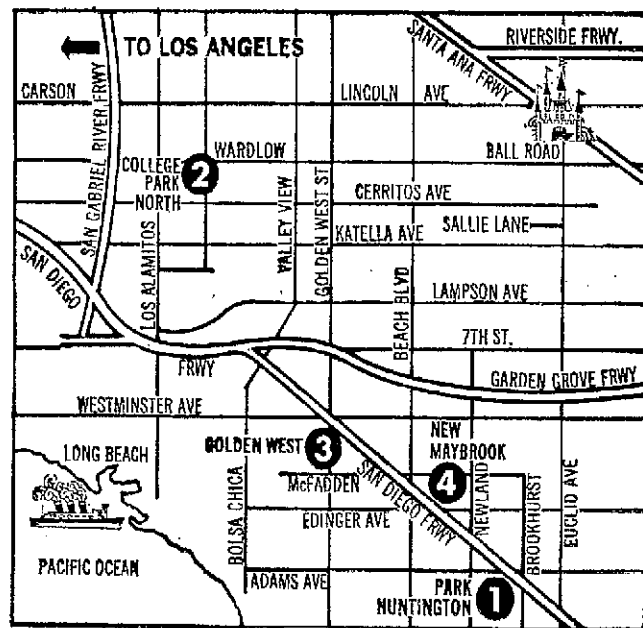 TO LOS ANGELES
RIVERSIDE FRWY.
SANTA ANA FRWY
CARSON
LINCOLN AVE
SAN GABRIEL RIVER FRWY
WARDLOW
BALL ROAD
COLLEGE
PARK
NORTH
2
CERRITOS AVE
SALLIE LANE
KATELLA AVE
VALLEY VIEW
GOLDEN WEST ST
SAN DIEGO
FRWY
LOS ALAMITOS
LAMPSON AVE
BEACH BLVD
7TH ST.
GARDEN GROVE FRWY
WESTMINSTER AVE
LONG BEACH
GOLDEN WEST
3
NEW
MAYBROOK
4
McFADDEN
SAN DIEGO FRWY
NEWLAND
BROOKHURST
EUCLID AVE
BOLSA CHICA
EDINGER AVE
PACIFIC OCEAN
ADAMS AVE
PARK
HUNTINGTON
1